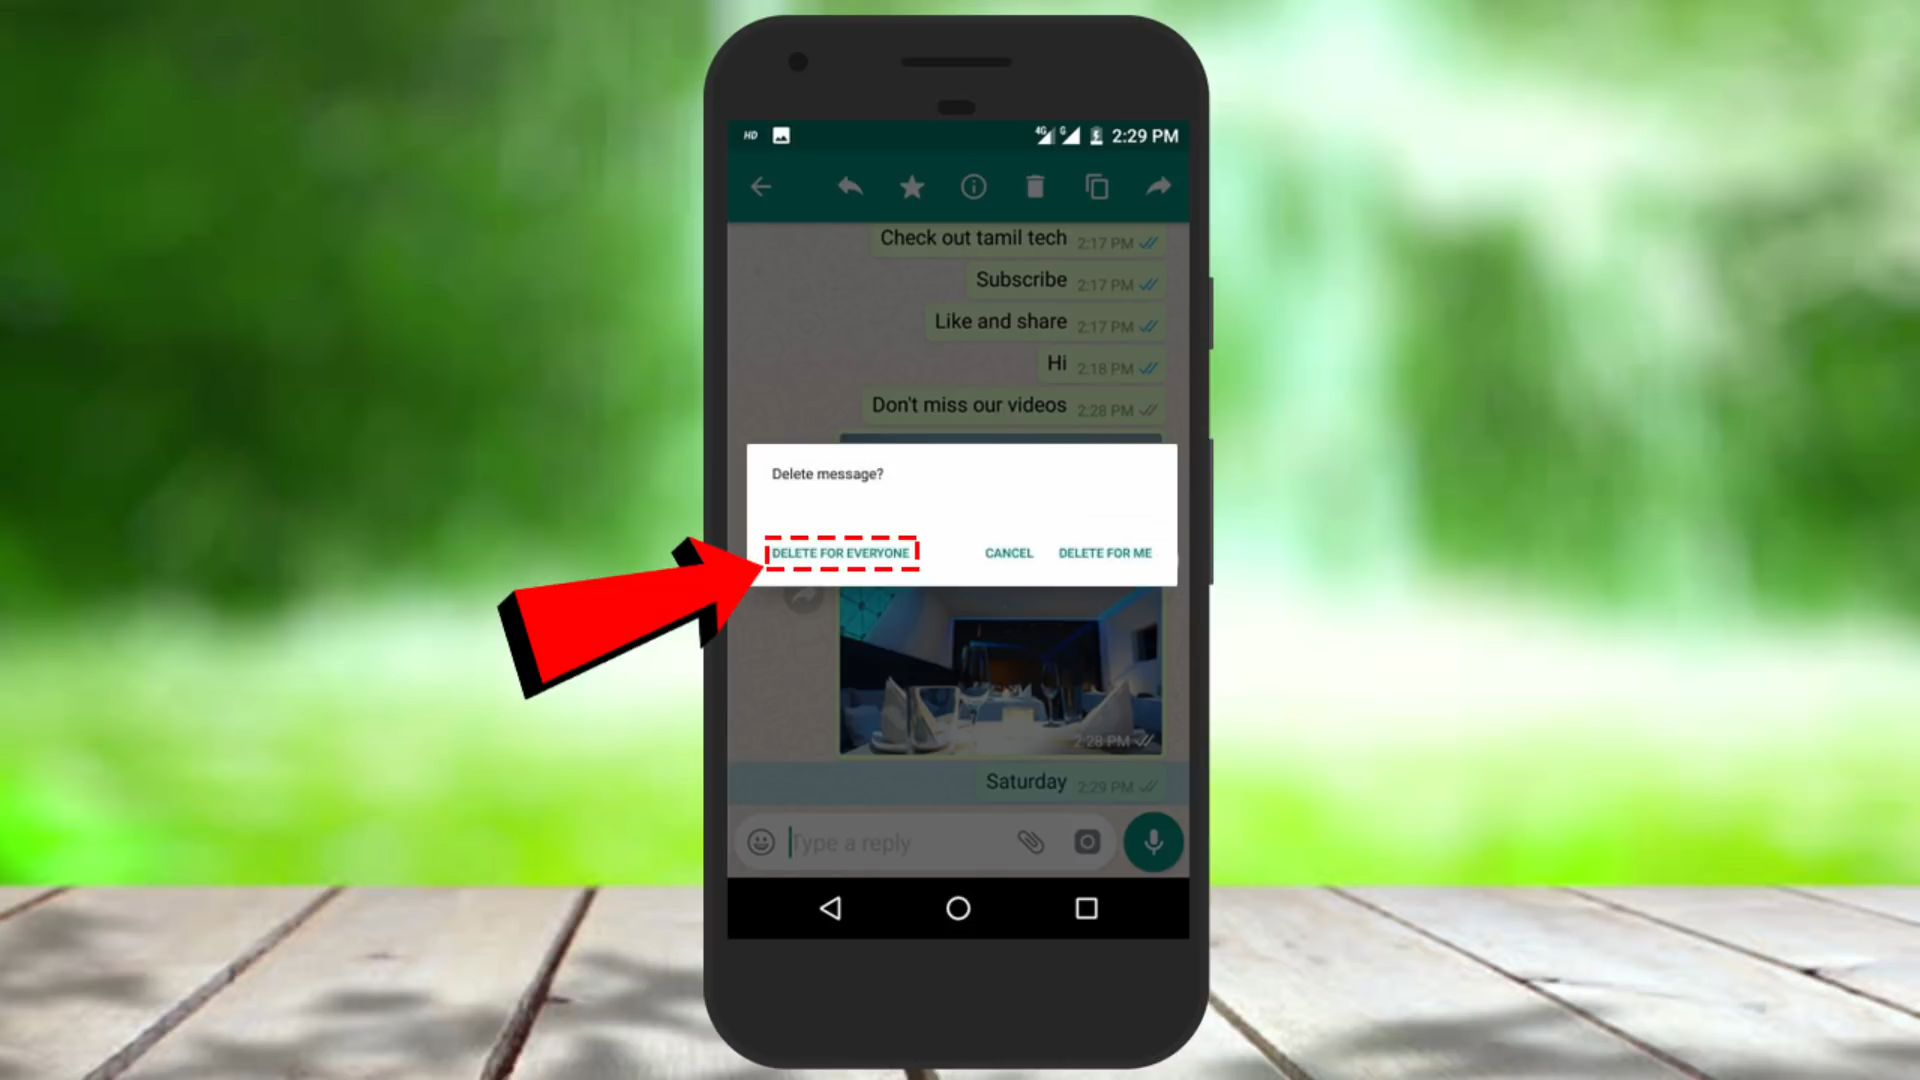 HD 4G G 2:29 PM
Check out tamil tech 2:17 PM
Subscribe 2:17 PM
Like and share 2:17 PM
Hi 2:18 PM
Don't miss our videos 2:28 PM
Delete message?
DELETE FOR EVERYONE CANCEL DELETE FOR ME
2:28 PM
Saturday 2:29 PM
Type a reply